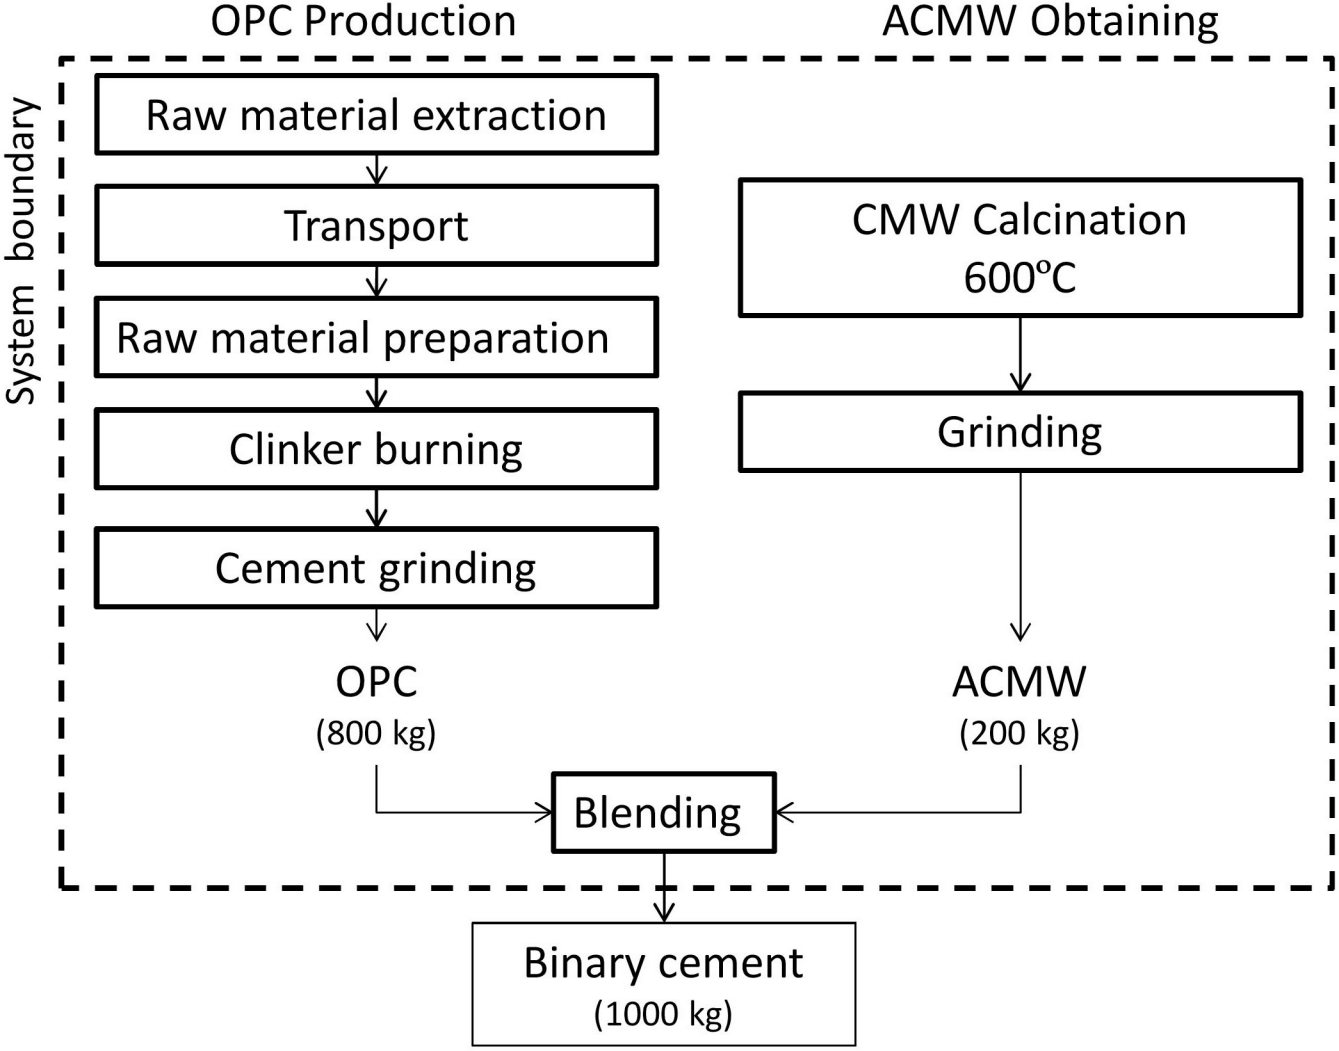 OPC Production
ACMW Obtaining
System boundary
Raw material extraction
Transport
Raw material preparation
Clinker burning
Cement grinding
OPC
(800 kg)
CMW Calcination
600ºC
Grinding
ACMW
(200 kg)
Blending
Binary cement
(1000 kg)